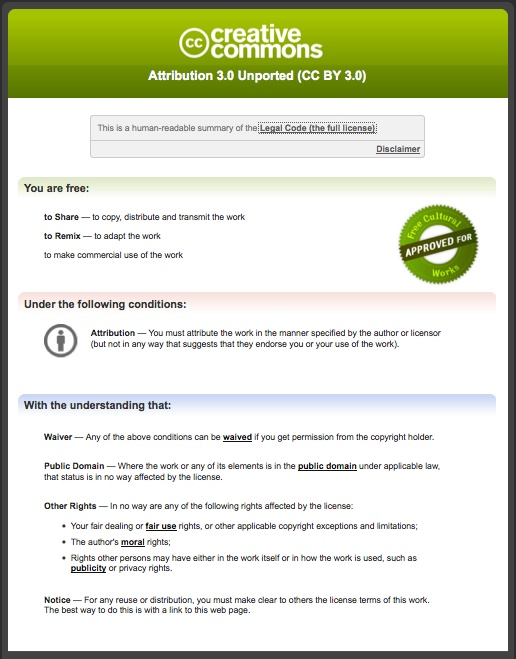 cc creative
commons
Attribution 3.0 Unported (CC BY 3.0)
This is a human-readable summary of the Legal Code (the full license).
Disclaimer
You are free:
to Share — to copy, distribute and transmit the work
to Remix — to adapt the work
to make commercial use of the work
Free Cultural
APPROVED FOR
Works
Under the following conditions:
Attribution — You must attribute the work in the manner specified by the author or licensor
(but not in any way that suggests that they endorse you or your use of the work).
With the understanding that:
Waiver — Any of the above conditions can be waived if you get permission from the copyright holder.
Public Domain — Where the work or any of its elements is in the public domain under applicable law,
that status is in no way affected by the license.
Other Rights — In no way are any of the following rights affected by the license:
• Your fair dealing or fair use rights, or other applicable copyright exceptions and limitations;
• The author's moral rights;
• Rights other persons may have either in the work itself or in how the work is used, such as
publicity or privacy rights.
Notice — For any reuse or distribution, you must make clear to others the license terms of this work.
The best way to do this is with a link to this web page.